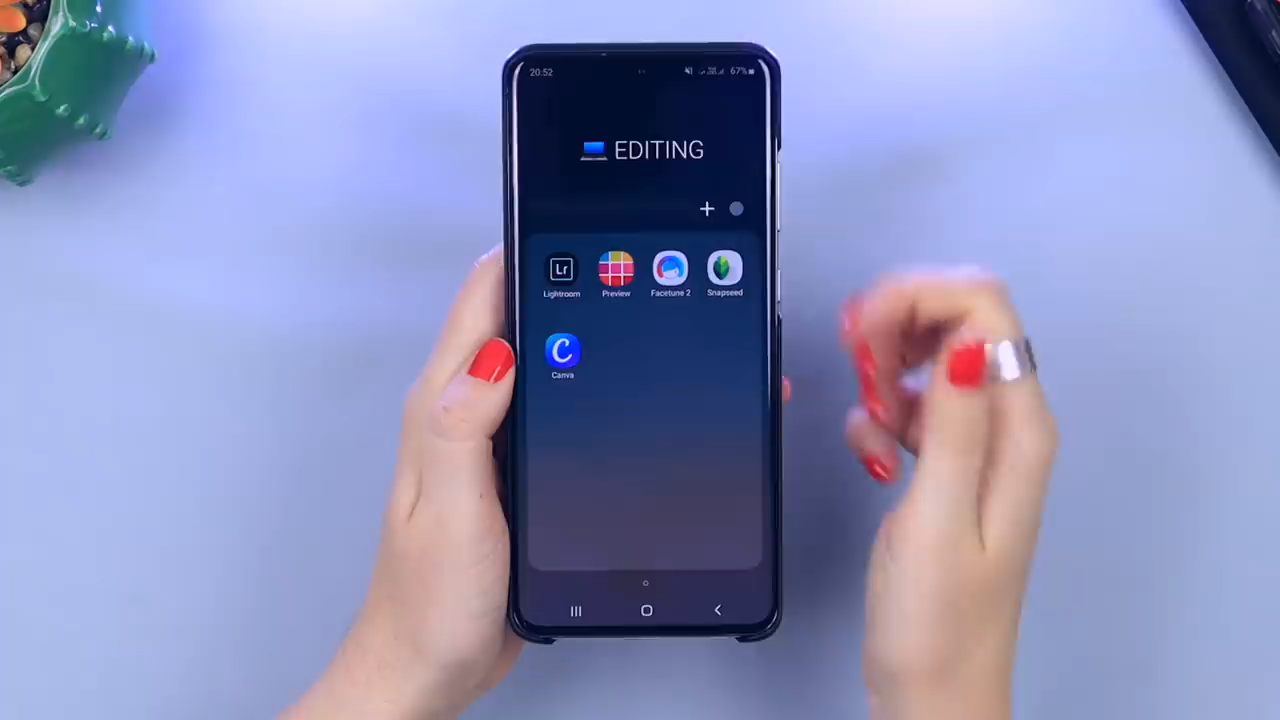 20:52 67%
EDITING
Lr
Lightroom Preview Facetune 2 Snapseed
C
Canva